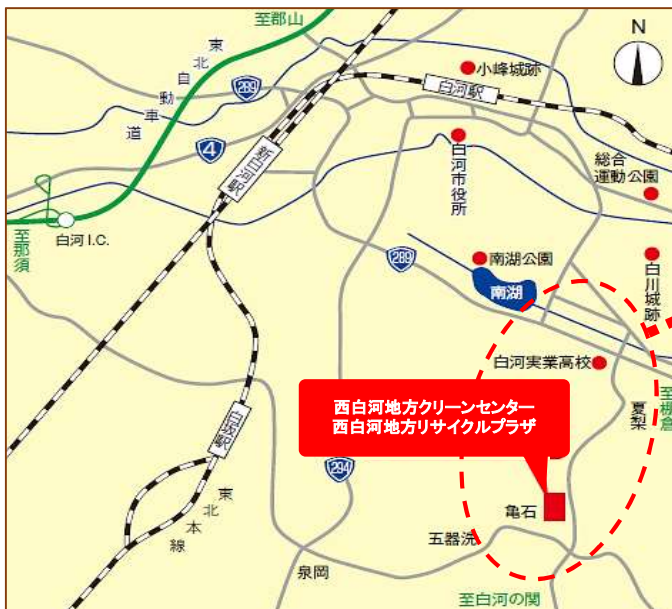 至郡山
東北自動車道
289
小峰城跡
N
白河駅
4
新白河駅
白河市役所
総合
運動公園
白河I.C.
至那須
289
南湖公園
南湖
白川城跡
白河実業高校
西白河地方クリーンセンター
西白河地方リサイクルプラザ
夏梨
至棚倉
白坂駅
294
東北本線
亀石
五器洗
泉岡
至白河の関